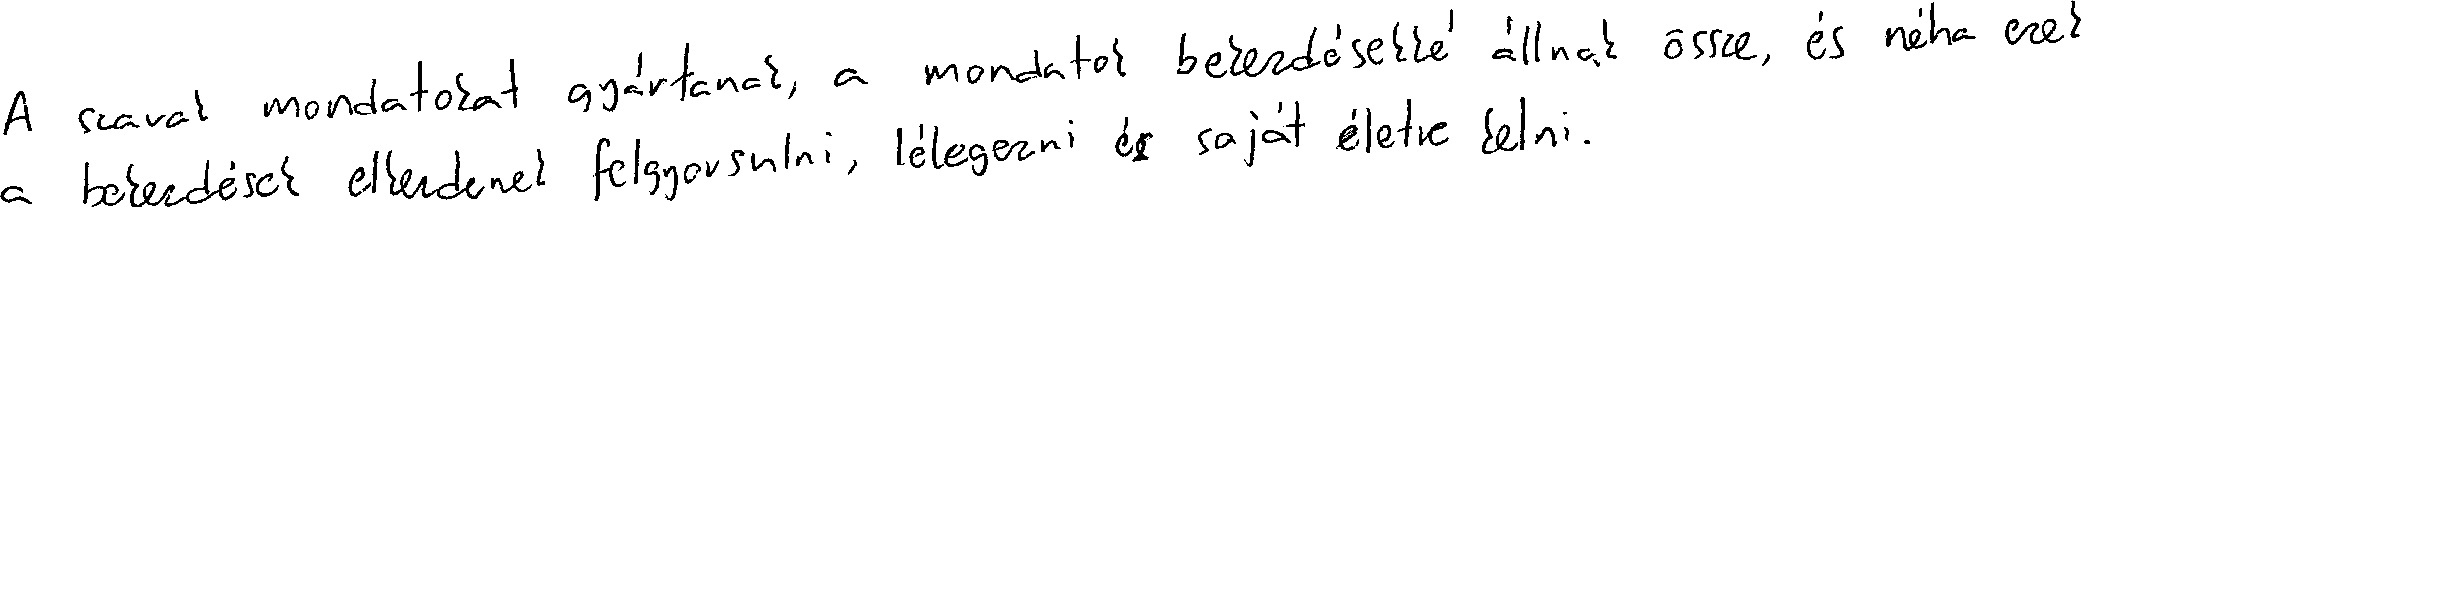 A szavak mondatokat gyártanak, a mondatok bekezdésekké állnak össze, és néha ezek
a bekezdések elkezdenek felgyorsulni, lélegezni és saját életre kelni.